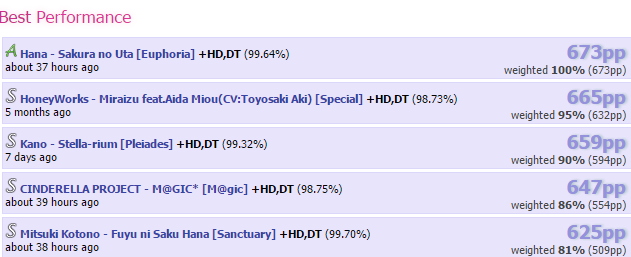 Best Performance
A Hana - Sakura no Uta [Euphoria] +HD,DT (99.64%) 673pp
about 37 hours ago weighted 100% (673pp)
S HoneyWorks - Miraizu feat.Aida Miou(CV:Toyosaki Aki) [Special] +HD,DT (98.73%) 665pp
5 months ago weighted 95% (632pp)
S Kano - Stella-rium [Pleiades] +HD,DT (99.32%) 659pp
7 days ago weighted 90% (594pp)
S CINDERELLA PROJECT - M@GIC* [M@gic] +HD,DT (98.75%) 647pp
about 39 hours ago weighted 86% (554pp)
S Mitsuki Kotono - Fuyu ni Saku Hana [Sanctuary] +HD,DT (99.70%) 625pp
about 38 hours ago weighted 81% (509pp)